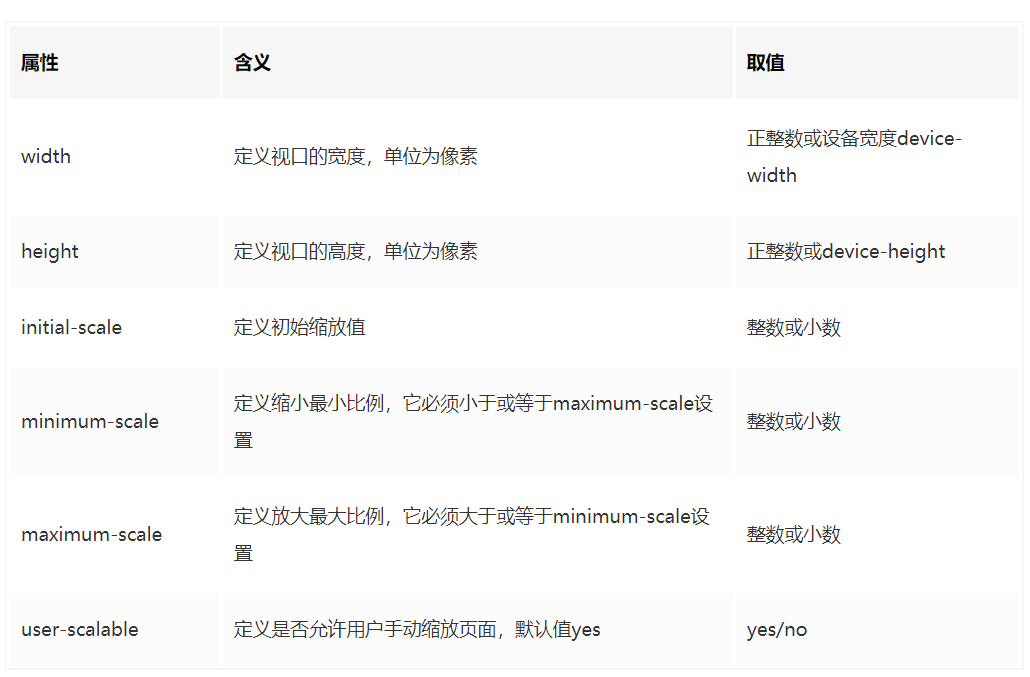 属性 含义 取值
width 定义视口的宽度，单位为像素 正整数或设备宽度device-
width
height 定义视口的高度，单位为像素 正整数或device-height
initial-scale 定义初始缩放值 整数或小数
minimum-scale 定义缩小最小比例，它必须小于或等于maximum-scale设
置 整数或小数
maximum-scale 定义放大最大比例，它必须大于或等于minimum-scale设
置 整数或小数
user-scalable 定义是否允许用户手动缩放页面，默认值yes yes/no